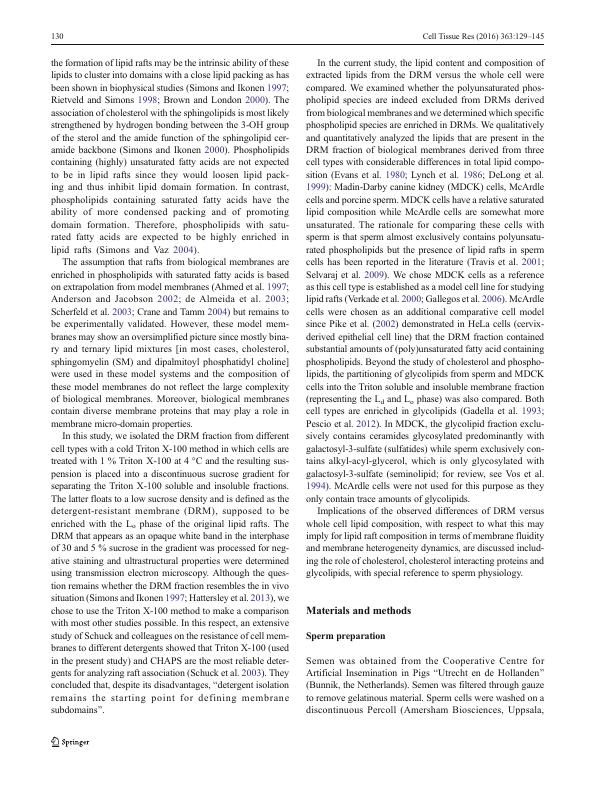 130
Cell Tissue Res (2016) 363:129–145
the formation of lipid rafts may be the intrinsic ability of these
lipids to cluster into domains with a close lipid packing as has
been shown in biophysical studies (Simons and Ikonen 1997;
Rietveld and Simons 1998; Brown and London 2000). The
association of cholesterol with the sphingolipids is most likely
strengthened by hydrogen bonding between the 3-OH group
of the sterol and the amide function of the sphingolipid cer-
amide backbone (Simons and Ikonen 2000). Phospholipids
containing (highly) unsaturated fatty acids are not expected
to be in lipid rafts since they would loosen lipid pack-
ing and thus inhibit lipid domain formation. In contrast,
phospholipids containing saturated fatty acids have the
ability of more condensed packing and of promoting
domain formation. Therefore, phospholipids with satu-
rated fatty acids are expected to be highly enriched in
lipid rafts (Simons and Vaz 2004).
The assumption that rafts from biological membranes are
enriched in phospholipids with saturated fatty acids is based
on extrapolation from model membranes (Ahmed et al. 1997;
Anderson and Jacobson 2002; de Almeida et al. 2003;
Scherfeld et al. 2003; Crane and Tamm 2004) but remains to
be experimentally validated. However, these model mem-
branes may show an oversimplified picture since mostly bina-
ry and ternary lipid mixtures [in most cases, cholesterol,
sphingomyelin (SM) and dipalmitoyl phosphatidyl choline]
were used in these model systems and the composition of
these model membranes do not reflect the large complexity
of biological membranes. Moreover, biological membranes
contain diverse membrane proteins that may play a role in
membrane micro-domain properties.
In this study, we isolated the DRM fraction from different
cell types with a cold Triton X-100 method in which cells are
treated with 1 % Triton X-100 at 4 °C and the resulting sus-
pension is placed into a discontinuous sucrose gradient for
separating the Triton X-100 soluble and insoluble fractions.
The latter floats to a low sucrose density and is defined as the
detergent-resistant membrane (DRM), supposed to be
enriched with the Lo phase of the original lipid rafts. The
DRM that appears as an opaque white band in the interphase
of 30 and 5 % sucrose in the gradient was processed for neg-
ative staining and ultrastructural properties were determined
using transmission electron microscopy. Although the ques-
tion remains whether the DRM fraction resembles the in vivo
situation (Simons and Ikonen 1997; Hattersley et al. 2013), we
chose to use the Triton X-100 method to make a comparison
with most other studies possible. In this respect, an extensive
study of Schuck and colleagues on the resistance of cell mem-
branes to different detergents showed that Triton X-100 (used
in the present study) and CHAPS are the most reliable deter-
gents for analyzing raft association (Schuck et al. 2003). They
concluded that, despite its disadvantages, “detergent isolation
remains the starting point for defining membrane
subdomains”.
In the current study, the lipid content and composition of
extracted lipids from the DRM versus the whole cell were
compared. We examined whether the polyunsaturated phos-
pholipid species are indeed excluded from DRMs derived
from biological membranes and we determined which specific
phospholipid species are enriched in DRMs. We qualitatively
and quantitatively analyzed the lipids that are present in the
DRM fraction of biological membranes derived from three
cell types with considerable differences in total lipid compo-
sition (Evans et al. 1980; Lynch et al. 1986; DeLong et al.
1999): Madin-Darby canine kidney (MDCK) cells, McArdle
cells and porcine sperm. MDCK cells have a relative saturated
lipid composition while McArdle cells are somewhat more
unsaturated. The rationale for comparing these cells with
sperm is that sperm almost exclusively contains polyunsatu-
rated phospholipids but the presence of lipid rafts in sperm
cells has been reported in the literature (Travis et al. 2001;
Selvaraj et al. 2009). We chose MDCK cells as a reference
as this cell type is established as a model cell line for studying
lipid rafts (Verkade et al. 2000; Gallegos et al. 2006). McArdle
cells were chosen as an additional comparative cell model
since Pike et al. (2002) demonstrated in HeLa cells (cervix-
derived epithelial cell line) that the DRM fraction contained
substantial amounts of (poly)unsaturated fatty acid containing
phospholipids. Beyond the study of cholesterol and phospho-
lipids, the partitioning of glycolipids from sperm and MDCK
cells into the Triton soluble and insoluble membrane fraction
(representing the Ld and Lo phase) was also compared. Both
cell types are enriched in glycolipids (Gadella et al. 1993;
Pescio et al. 2012). In MDCK, the glycolipid fraction exclu-
sively contains ceramides glycosylated predominantly with
galactosyl-3-sulfate (sulfatides) while sperm exclusively con-
tains alkyl-acyl-glycerol, which is only glycosylated with
galactosyl-3-sulfate (seminolipid; for review, see Vos et al.
1994). McArdle cells were not used for this purpose as they
only contain trace amounts of glycolipids.
Implications of the observed differences of DRM versus
whole cell lipid composition, with respect to what this may
imply for lipid raft composition in terms of membrane fluidity
and membrane heterogeneity dynamics, are discussed includ-
ing the role of cholesterol, cholesterol interacting proteins and
glycolipids, with special reference to sperm physiology.
Materials and methods
Sperm preparation
Semen was obtained from the Cooperative Centre for
Artificial Insemination in Pigs “Utrecht en de Hollanden”
(Bunnik, the Netherlands). Semen was filtered through gauze
to remove gelatinous material. Sperm cells were washed on a
discontinuous Percoll (Amersham Biosciences, Uppsala,
Springer